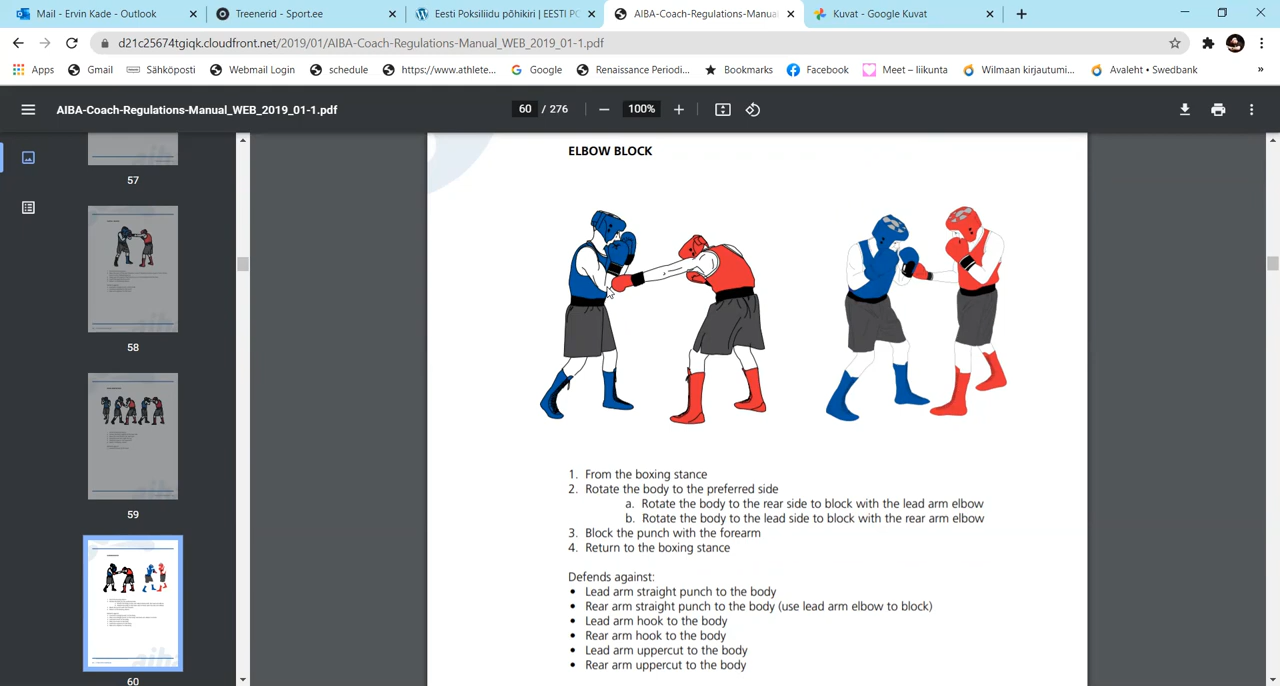 Mail - Ervin Kade - Outlook
Treenerid - Sport.ee
Eesti Poksiliidu põhikiri | EESTI PO
AIBA-Coach-Regulations-Manual
Kuvat - Google Kuvat
d21c25674tgiqk.cloudfront.net/2019/01/AIBA-Coach-Regulations-Manual_WEB_2019_01-1.pdf
Apps
Gmail
Sähköposti
Webmail Login
schedule
https://www.athlete...
Google
Renaissance Periodi...
Bookmarks
Facebook
Meet – liikunta
Wilmaan kirjautumi...
Avaleht • Swedbank
»
AIBA-Coach-Regulations-Manual_WEB_2019_01-1.pdf
60 / 276
100%
57
58
59
60
ELBOW BLOCK
1. From the boxing stance
2. Rotate the body to the preferred side
a. Rotate the body to the rear side to block with the lead arm elbow
b. Rotate the body to the lead side to block with the rear arm elbow
3. Block the punch with the forearm
4. Return to the boxing stance
Defends against:
• Lead arm straight punch to the body
• Rear arm straight punch to the body (use lead arm elbow to block)
• Lead arm hook to the body
• Rear arm hook to the body
• Lead arm uppercut to the body
• Rear arm uppercut to the body